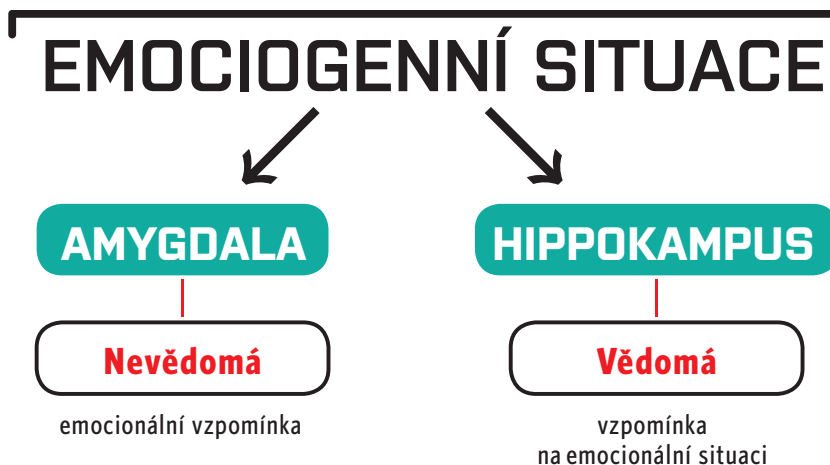 EMOCIOGENNÍ SITUACE
AMYGDALA
Nevědomá
emocionální vzpomínka
HIPPOKAMPUS
Vědomá
vzpomínka
na emocionální situaci